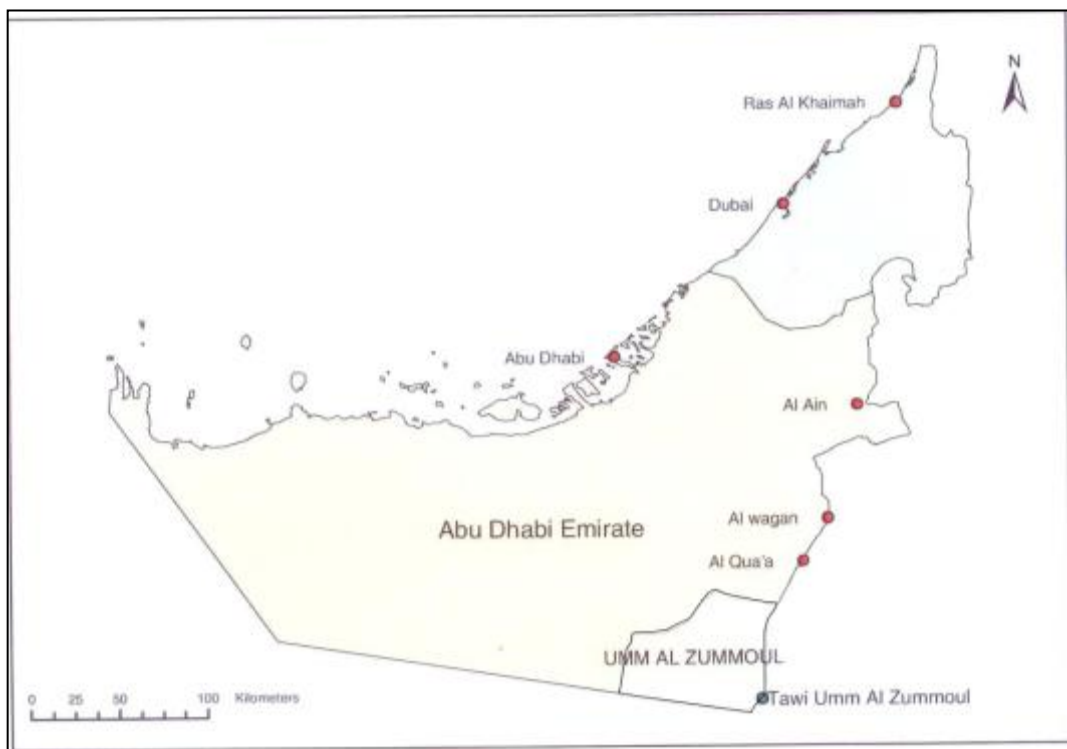 N
Ras Al Khaimah
Dubai
Abu Dhabi
Al Ain
Al wagan
Abu Dhabi Emirate
Al Qua'a
UMM AL ZUMMOUL
0 25 50 100 Kilometers
Tawi Umm Al Zummoul